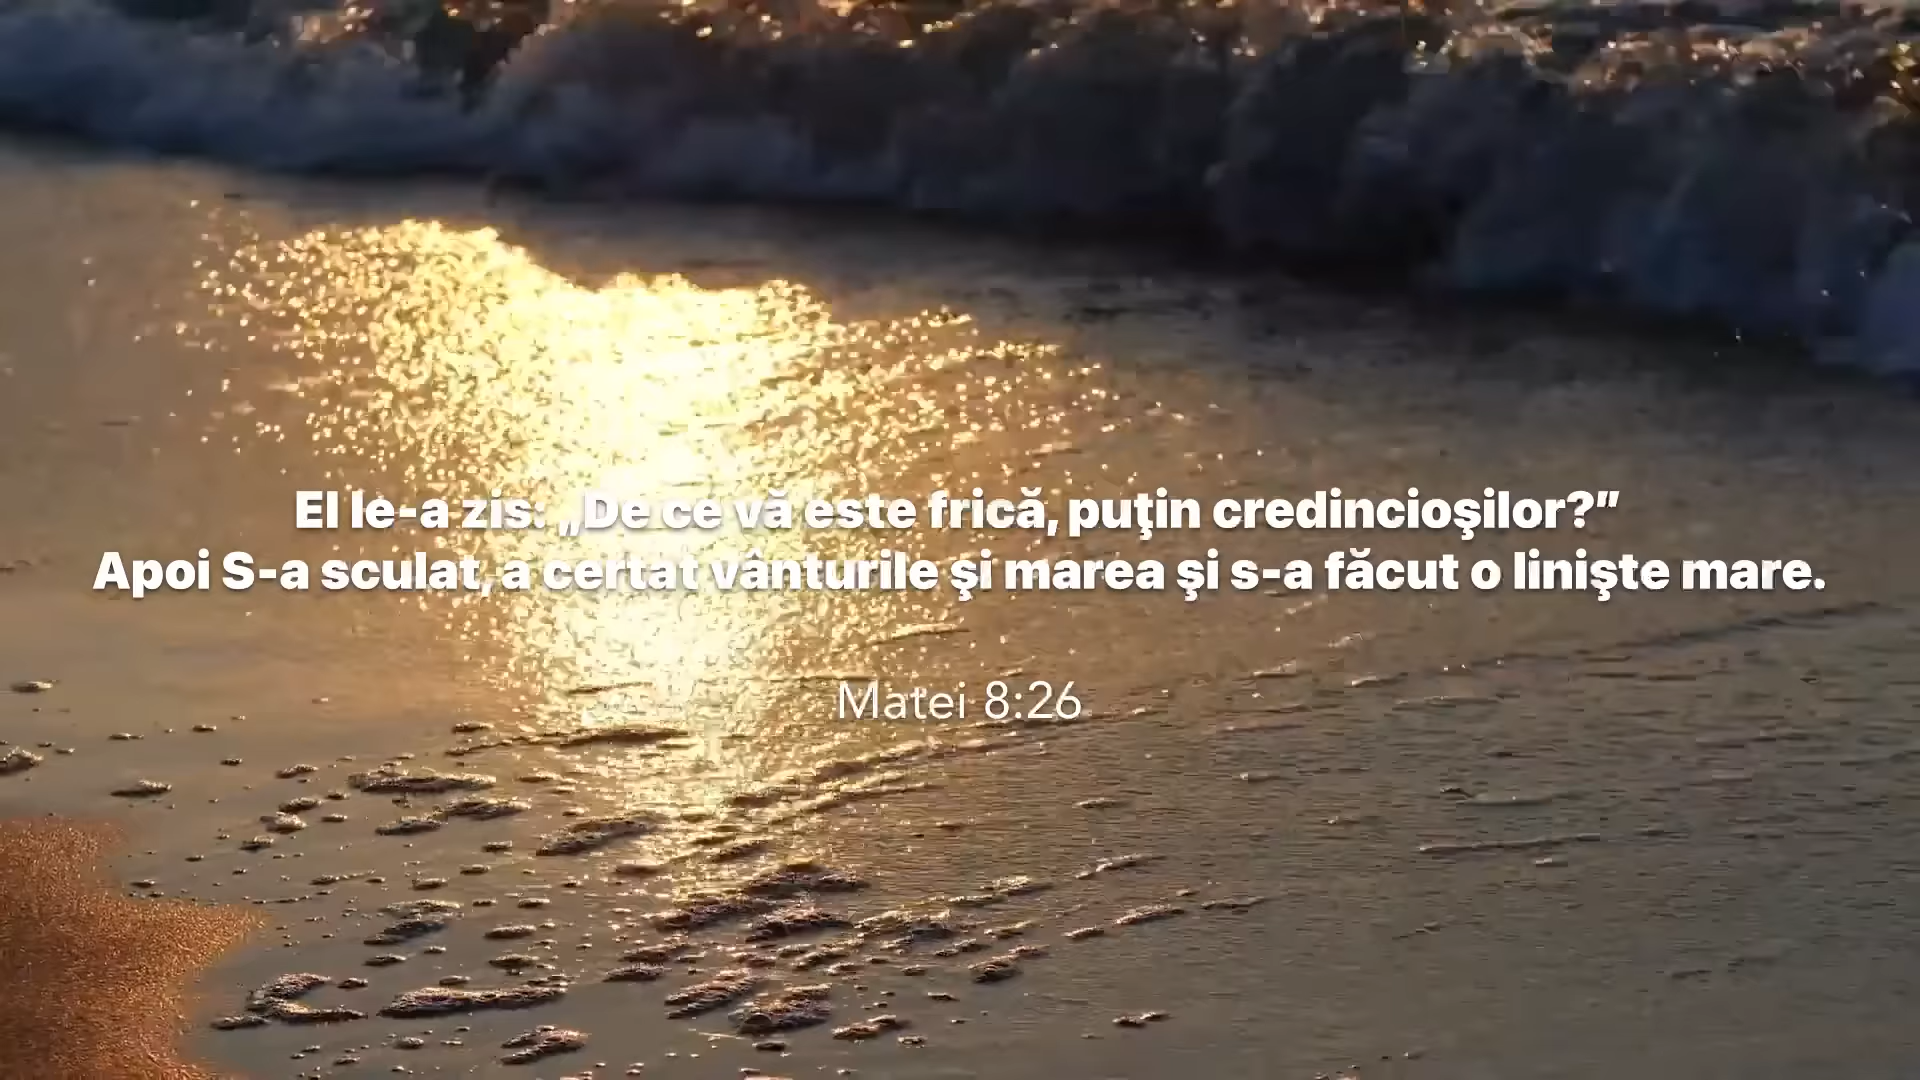 El le-a zis: „De ce vă este frică, puţin credincioşilor?”
Apoi S-a sculat, a certat vânturile şi marea şi s-a făcut o linişte mare.
Matei 8:26